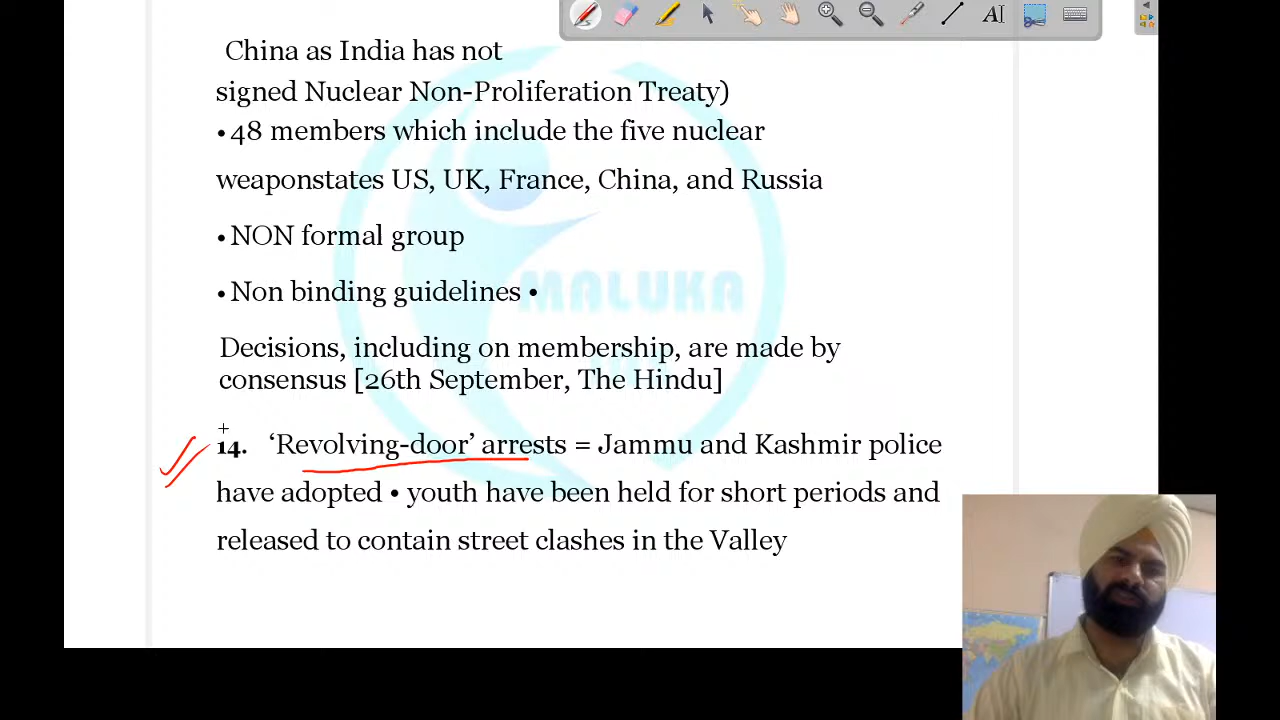 China as India has not
signed Nuclear Non-Proliferation Treaty)
• 48 members which include the five nuclear
weaponstates US, UK, France, China, and Russia
• NON formal group
• Non binding guidelines •
MALUKA
Decisions, including on membership, are made by
consensus [26th September, The Hindu]
14. ‘Revolving-door’ arrests = Jammu and Kashmir police
have adopted • youth have been held for short periods and
released to contain street clashes in the Valley